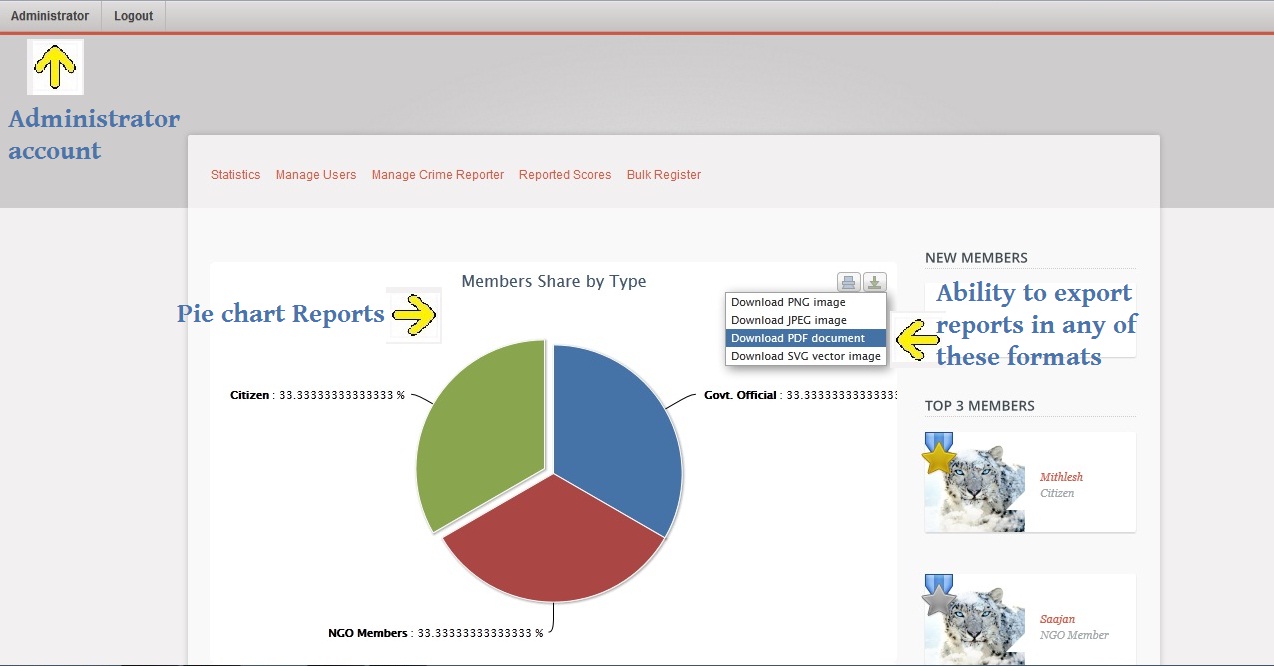 Administrator Logout
Administrator
account
Statistics Manage Users Manage Crime Reporter Reported Scores Bulk Register
Members Share by Type
Pie chart Reports
Download PNG image
Download JPEG image
Download PDF document
Download SVG vector image
Citizen : 33.33333333333333 %
Govt. Official : 33.3333333333333
NGO Members : 33.33333333333333 %
NEW MEMBERS
Ability to export
reports in any of
these formats
TOP 3 MEMBERS
Mithlesh
Citizen
Saajan
NGO Member